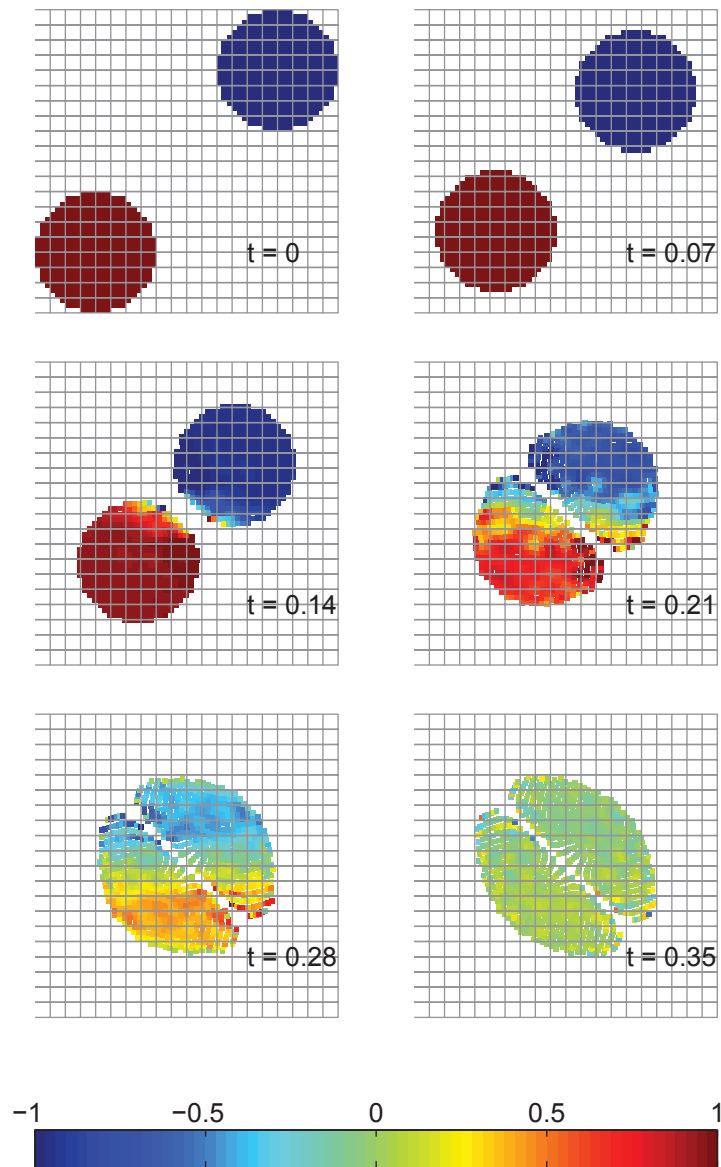 t = 0
t = 0.07
t = 0.14
t = 0.21
t = 0.28
t = 0.35
−1 −0.5 0 0.5 1